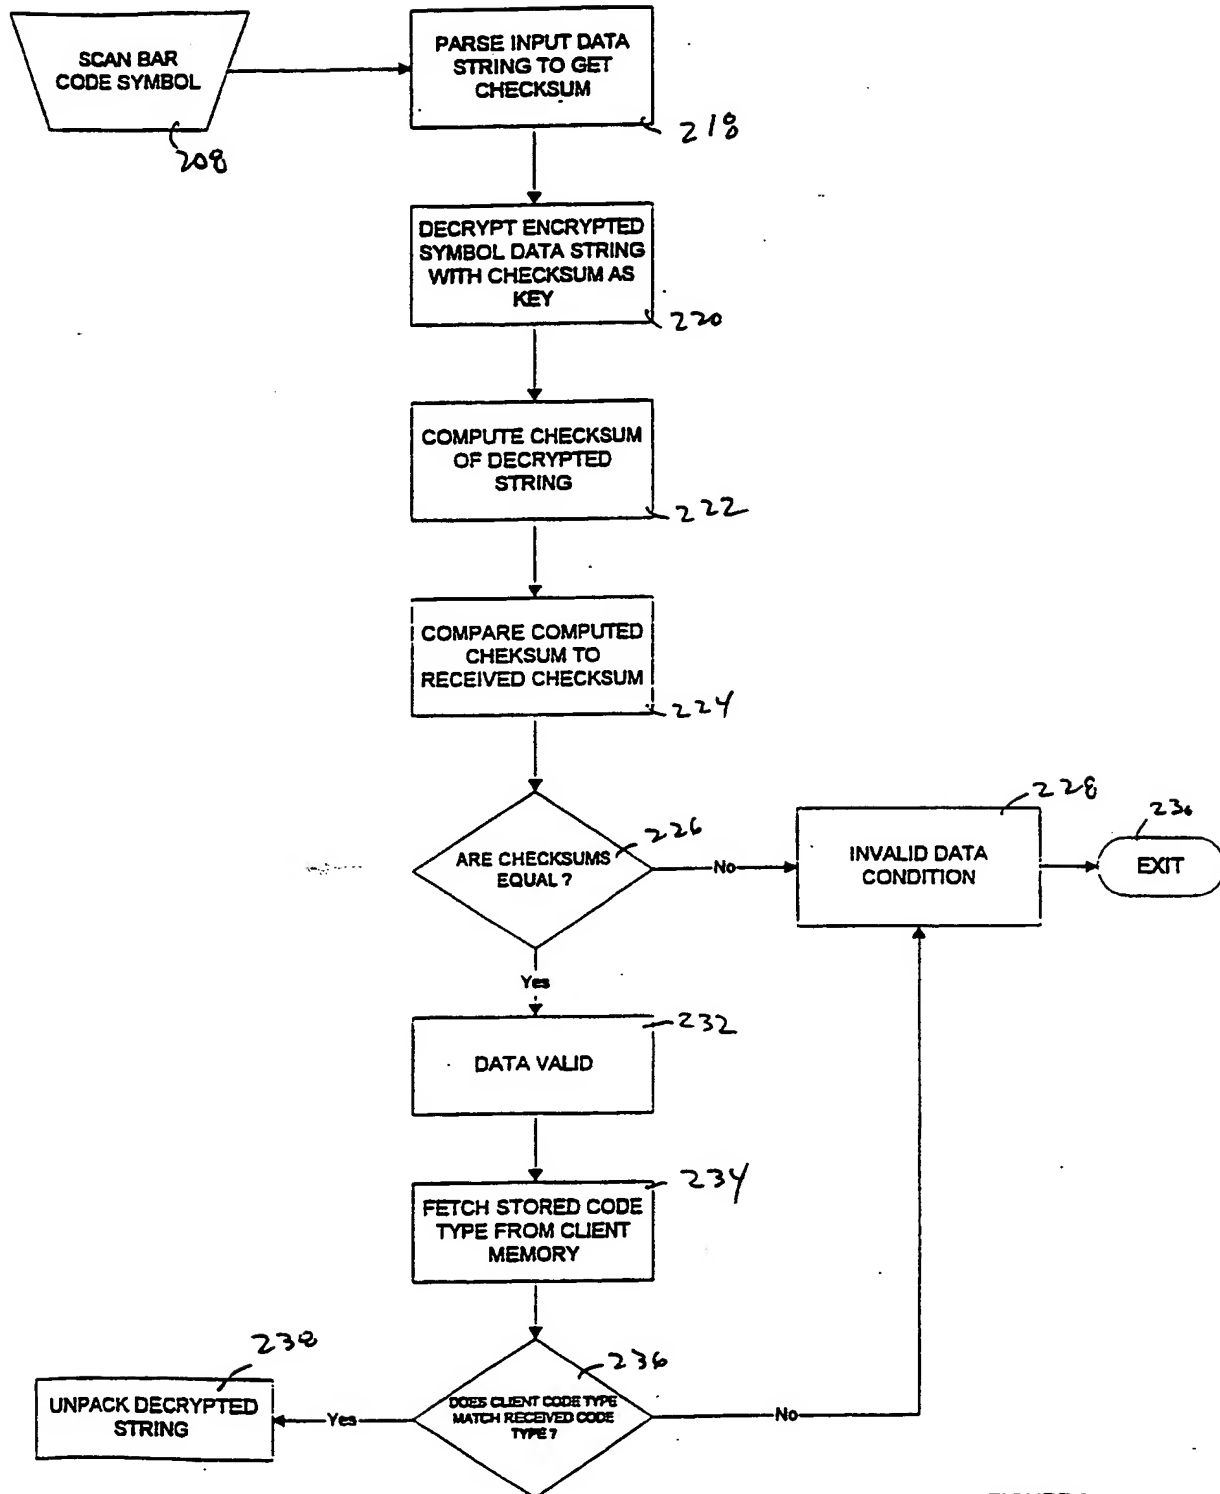 SCAN BAR
CODE SYMBOL
208
PARSE INPUT DATA
STRING TO GET
CHECKSUM
218
DECRYPT ENCRYPTED
SYMBOL DATA STRING
WITH CHECKSUM AS
KEY
220
COMPUTE CHECKSUM
OF DECRYPTED
STRING
222
COMPARE COMPUTED
CHEKSUM TO
RECEIVED CHECKSUM
224
ARE CHECKSUMS
EQUAL ?
226
No
INVALID DATA
CONDITION
228
EXIT
230
Yes
DATA VALID
232
FETCH STORED CODE
TYPE FROM CLIENT
MEMORY
234
DOES CLIENT CODE TYPE
MATCH RECEIVED CODE
TYPE ?
236
No
Yes
UNPACK DECRYPTED
STRING
238